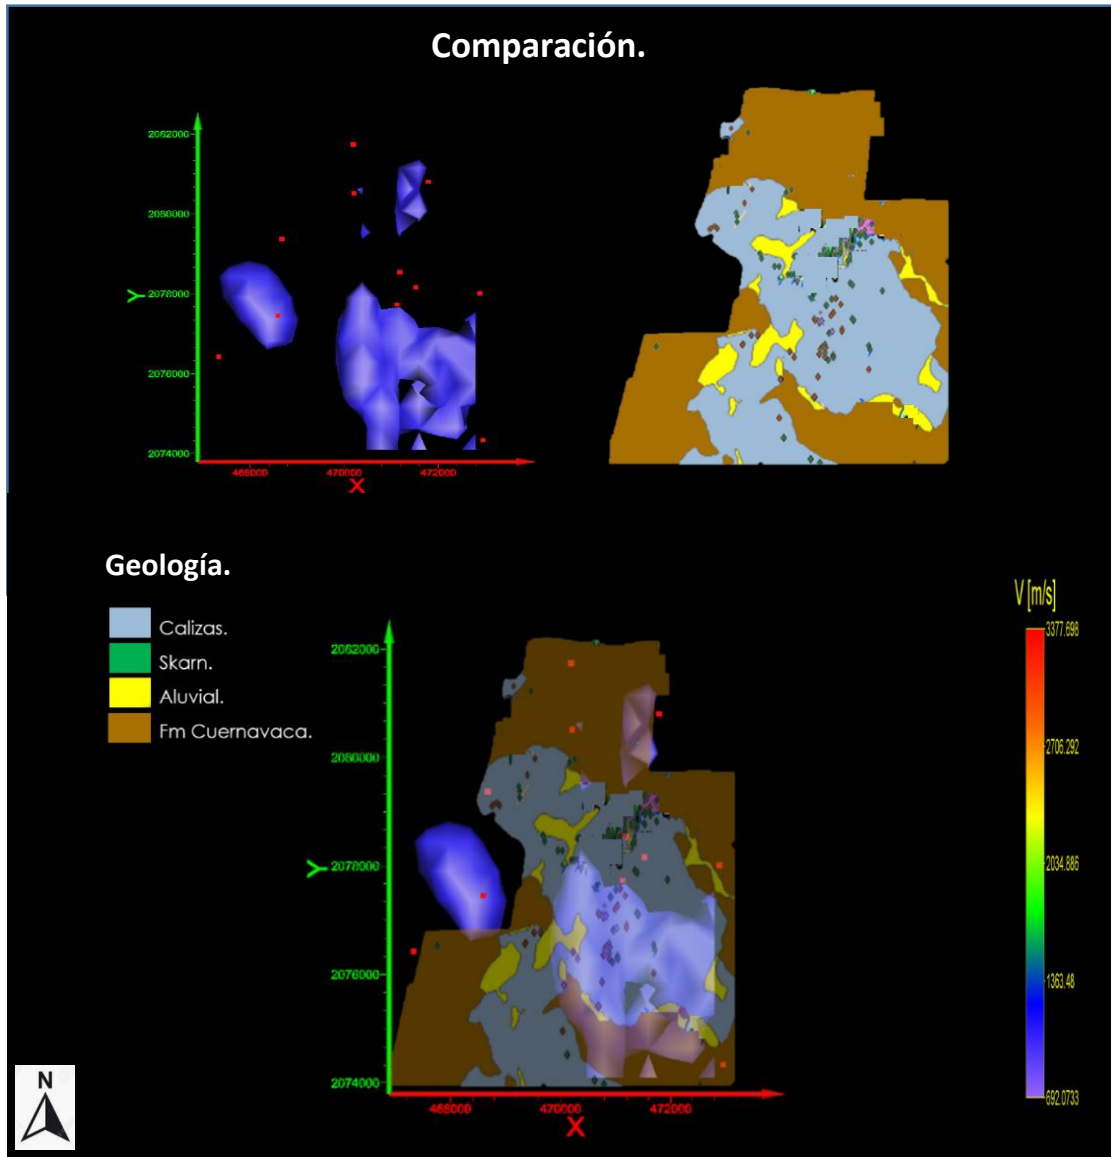 Comparación.
2082000
2080000
Y 2078000
2076000
2074000
468000 470000 472000
X
Geología.
Calizas.
Skarn.
Aluvial.
Fm Cuernavaca.
2082000
2080000
Y 2078000
2076000
2074000
468000 470000 472000
X
V [m/s]
3377.698
2706.292
2034.886
1363.48
692.0733
N